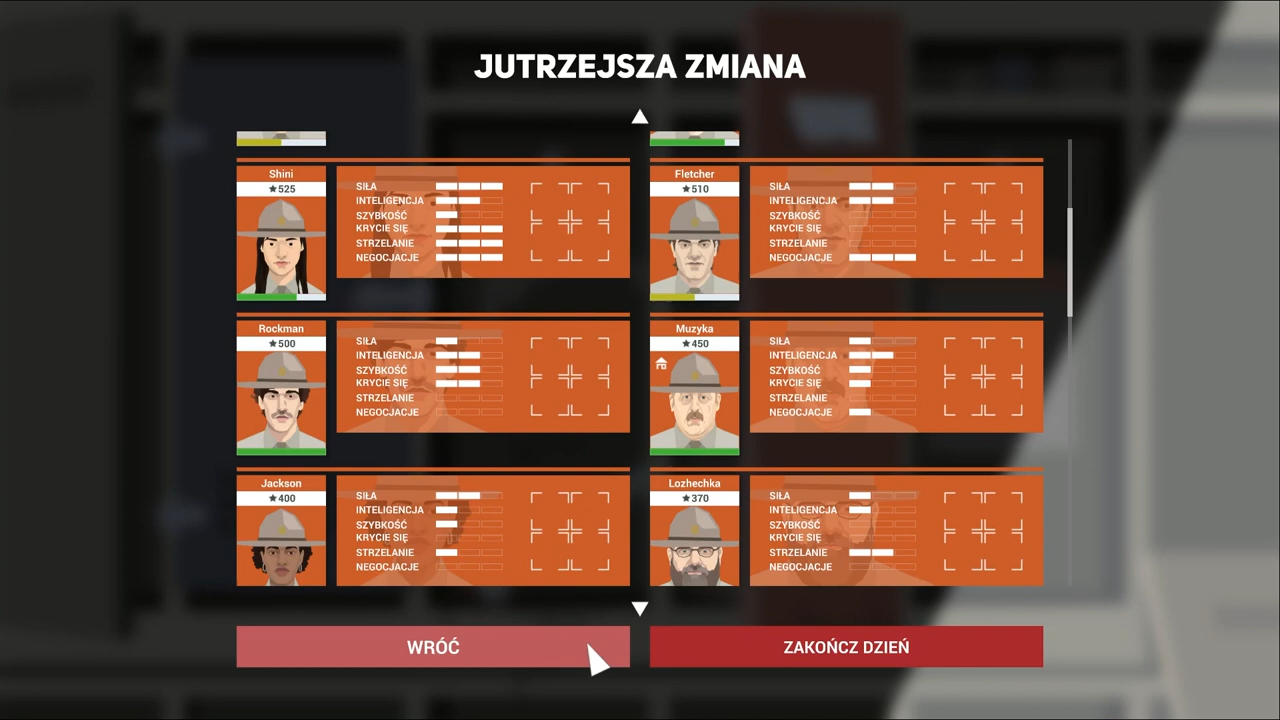 JUTRZEJSZA ZMIANA
Shini
★525
SIŁA
INTELIGENCJA
SZYBKOŚĆ
KRYCIE SIĘ
STRZELANIE
NEGOCJACJE
Fletcher
★510
SIŁA
INTELIGENCJA
SZYBKOŚĆ
KRYCIE SIĘ
STRZELANIE
NEGOCJACJE
Rockman
★500
SIŁA
INTELIGENCJA
SZYBKOŚĆ
KRYCIE SIĘ
STRZELANIE
NEGOCJACJE
Muzyka
★450
SIŁA
INTELIGENCJA
SZYBKOŚĆ
KRYCIE SIĘ
STRZELANIE
NEGOCJACJE
Jackson
★400
SIŁA
INTELIGENCJA
SZYBKOŚĆ
KRYCIE SIĘ
STRZELANIE
NEGOCJACJE
Lozhechka
★370
SIŁA
INTELIGENCJA
SZYBKOŚĆ
KRYCIE SIĘ
STRZELANIE
NEGOCJACJE
WRÓĆ
ZAKOŃCZ DZIEŃ